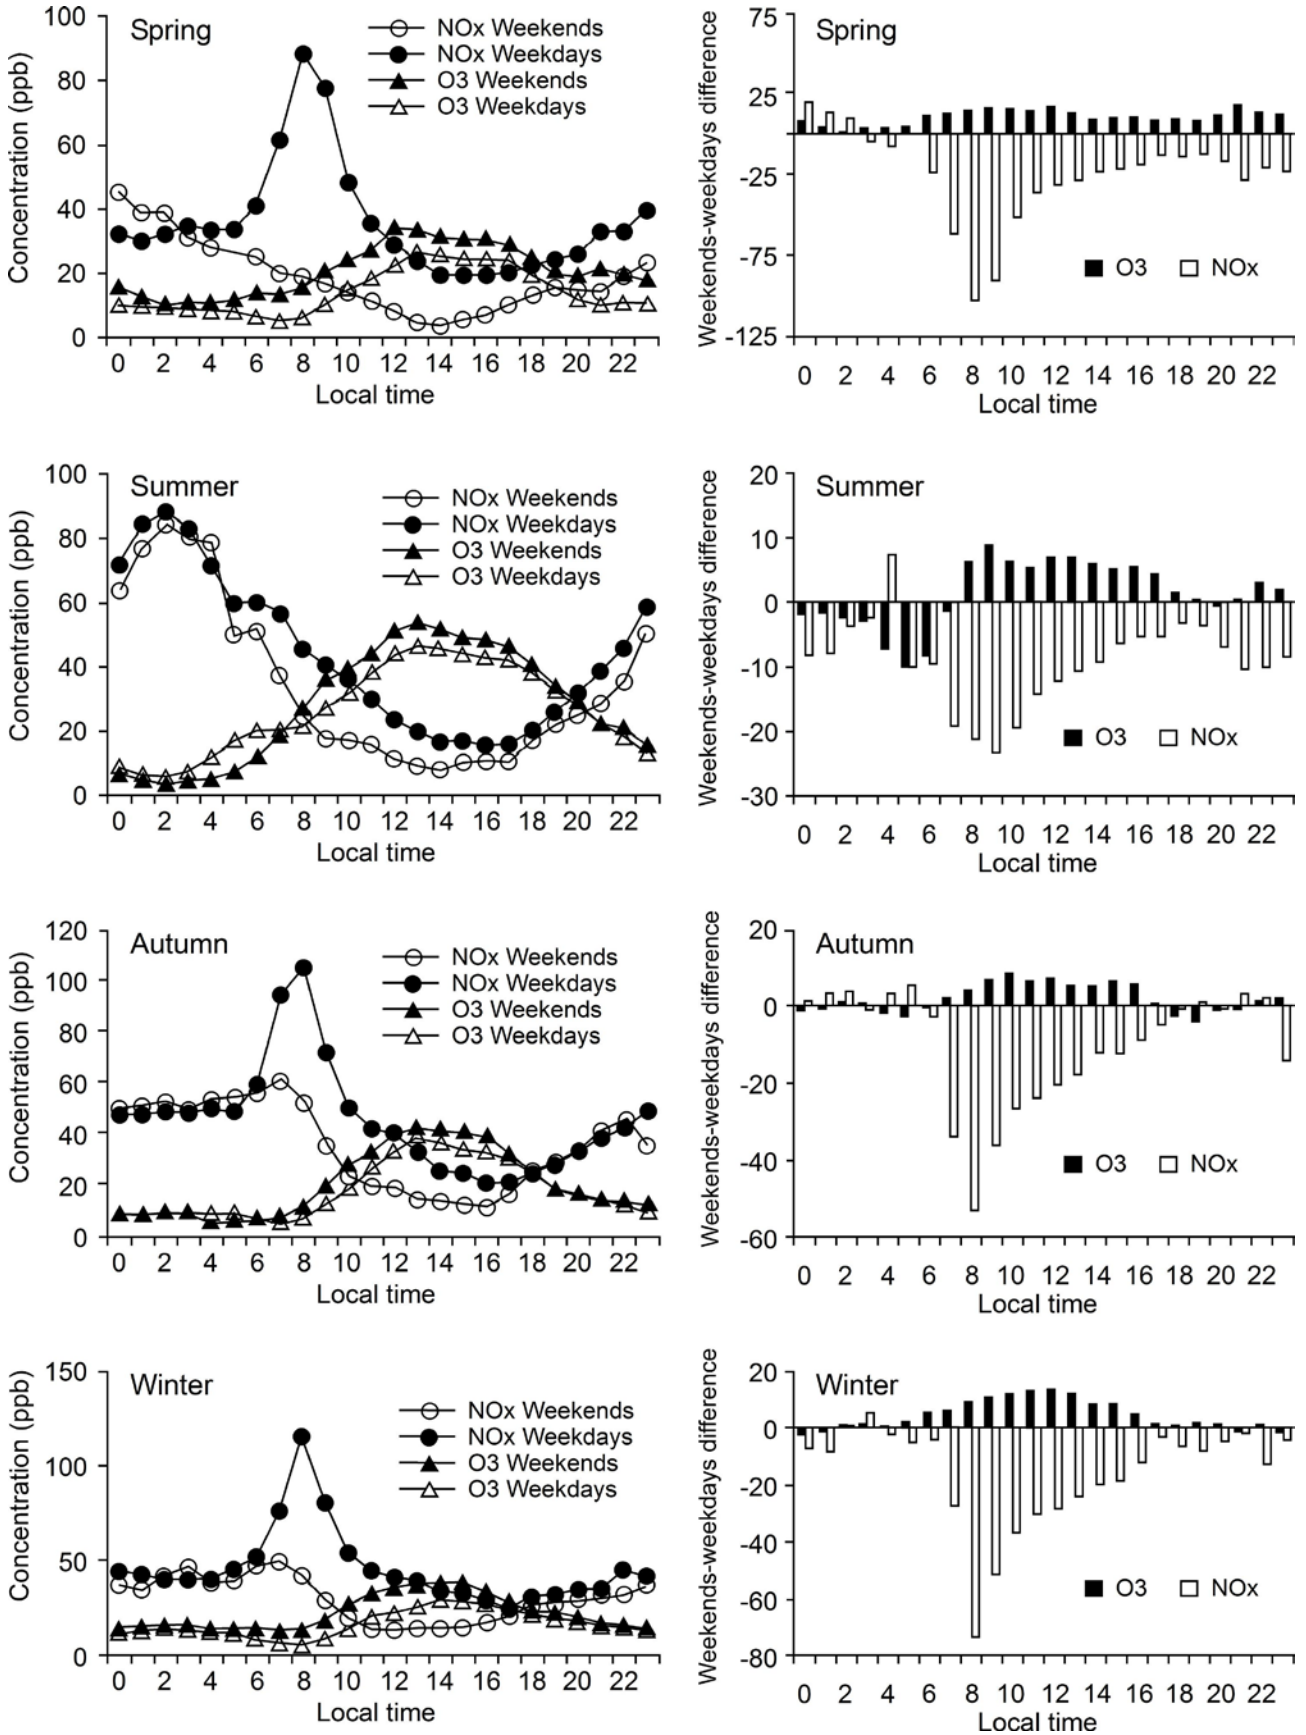 Spring
NOx Weekends
NOx Weekdays
O3 Weekends
O3 Weekdays
Concentration (ppb)
100
80
60
40
20
0
0 2 4 6 8 10 12 14 16 18 20 22
Local time
Spring
Weekends-weekdays difference
75
25
-25
-75
-125
O3 NOx
0 2 4 6 8 10 12 14 16 18 20 22
Local time
Summer
NOx Weekends
NOx Weekdays
O3 Weekends
O3 Weekdays
Concentration (ppb)
100
80
60
40
20
0
0 2 4 6 8 10 12 14 16 18 20 22
Local time
Summer
Weekends-weekdays difference
20
10
0
-10
-20
-30
O3 NOx
0 2 4 6 8 10 12 14 16 18 20 22
Local time
Autumn
NOx Weekends
NOx Weekdays
O3 Weekends
O3 Weekdays
Concentration (ppb)
120
100
80
60
40
20
0
0 2 4 6 8 10 12 14 16 18 20 22
Local time
Autumn
Weekends-weekdays difference
20
0
-20
-40
-60
O3 NOx
0 2 4 6 8 10 12 14 16 18 20 22
Local time
Winter
NOx Weekends
NOx Weekdays
O3 Weekends
O3 Weekdays
Concentration (ppb)
150
100
50
0
0 2 4 6 8 10 12 14 16 18 20 22
Local time
Winter
Weekends-weekdays difference
20
0
-20
-40
-60
-80
O3 NOx
0 2 4 6 8 10 12 14 16 18 20 22
Local time